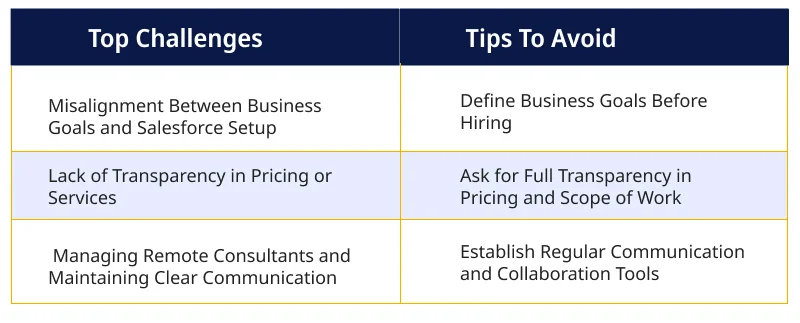 Top Challenges
Tips To Avoid
Misalignment Between Business
Goals and Salesforce Setup
Define Business Goals Before
Hiring
Lack of Transparency in Pricing or
Services
Ask for Full Transparency in
Pricing and Scope of Work
Managing Remote Consultants and
Maintaining Clear Communication
Establish Regular Communication
and Collaboration Tools